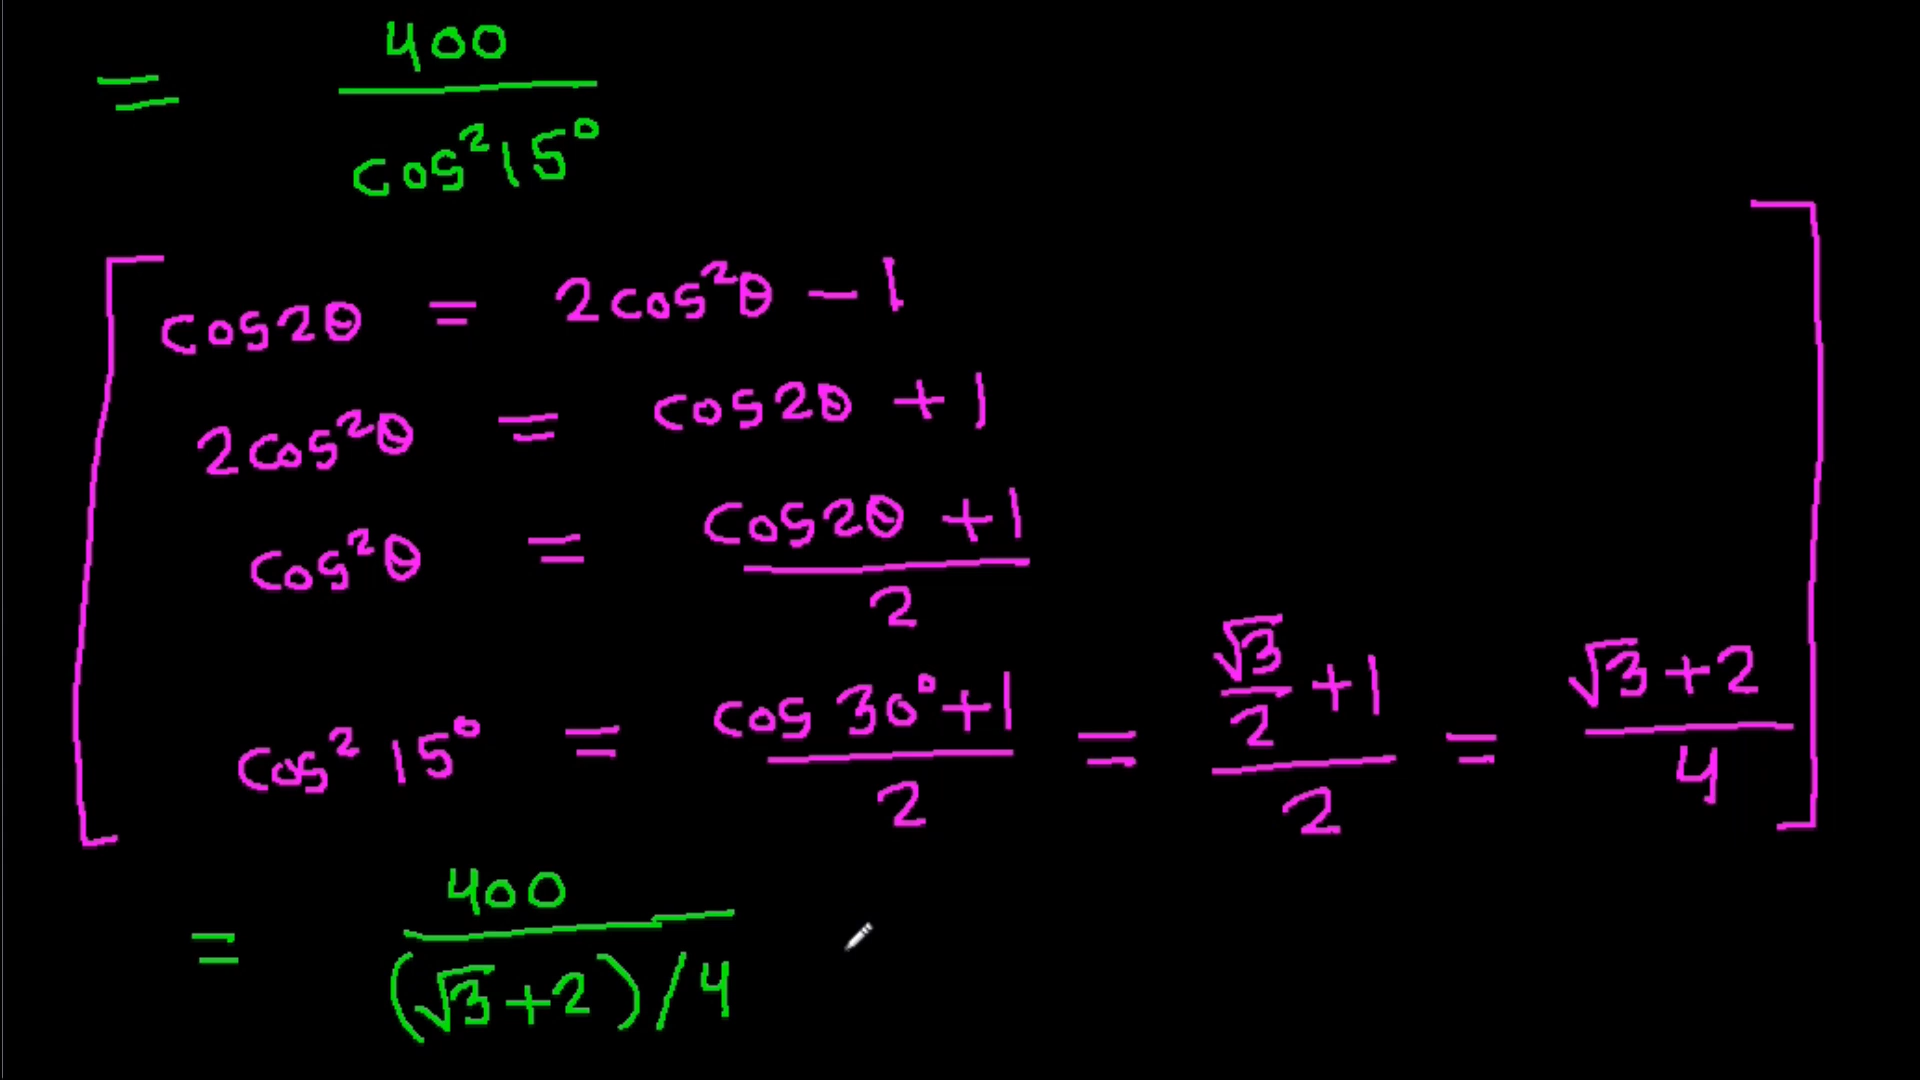 = 400 / cos²15°
cos2θ = 2cos²θ - 1
2cos²θ = cos2θ + 1
cos²θ = (cos2θ + 1) / 2
cos²15° = (cos30°+1) / 2 = (√3/2 + 1) / 2 = (√3+2) / 4
= 400 / (√3+2)/4